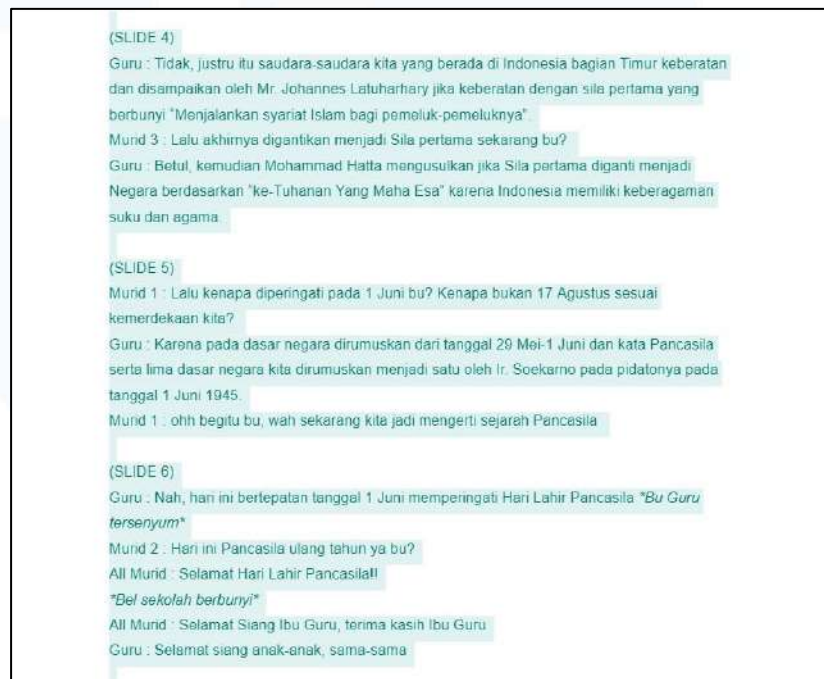 (SLIDE 4)
Guru : Tidak, justru itu saudara-saudara kita yang berada di Indonesia bagian Timur keberatan
dan disampaikan oleh Mr. Johannes Latuharhary jika keberatan dengan sila pertama yang
berbunyi "Menjalankan syariat Islam bagi pemeluk-pemeluknya".
Murid 3 : Lalu akhirnya digantikan menjadi Sila pertama sekarang bu?
Guru : Betul, kemudian Mohammad Hatta mengusulkan jika Sila pertama diganti menjadi
Negara berdasarkan "ke-Tuhanan Yang Maha Esa" karena Indonesia memiliki keberagaman
suku dan agama.
(SLIDE 5)
Murid 1 : Lalu kenapa diperingati pada 1 Juni bu? Kenapa bukan 17 Agustus sesuai
kemerdekaan kita?
Guru : Karena pada dasar negara dirumuskan dari tanggal 29 Mei-1 Juni dan kata Pancasila
serta lima dasar negara kita dirumuskan menjadi satu oleh Ir. Soekarno pada pidatonya pada
tanggal 1 Juni 1945.
Murid 1 : ohh begitu bu, wah sekarang kita jadi mengerti sejarah Pancasila
(SLIDE 6)
Guru : Nah, hari ini bertepatan tanggal 1 Juni memperingati Hari Lahir Pancasila *Bu Guru
tersenyum*
Murid 2 : Hari ini Pancasila ulang tahun ya bu?
All Murid : Selamat Hari Lahir Pancasila!!
*Bel sekolah berbunyi*
All Murid : Selamat Siang Ibu Guru, terima kasih Ibu Guru
Guru : Selamat siang anak-anak, sama-sama